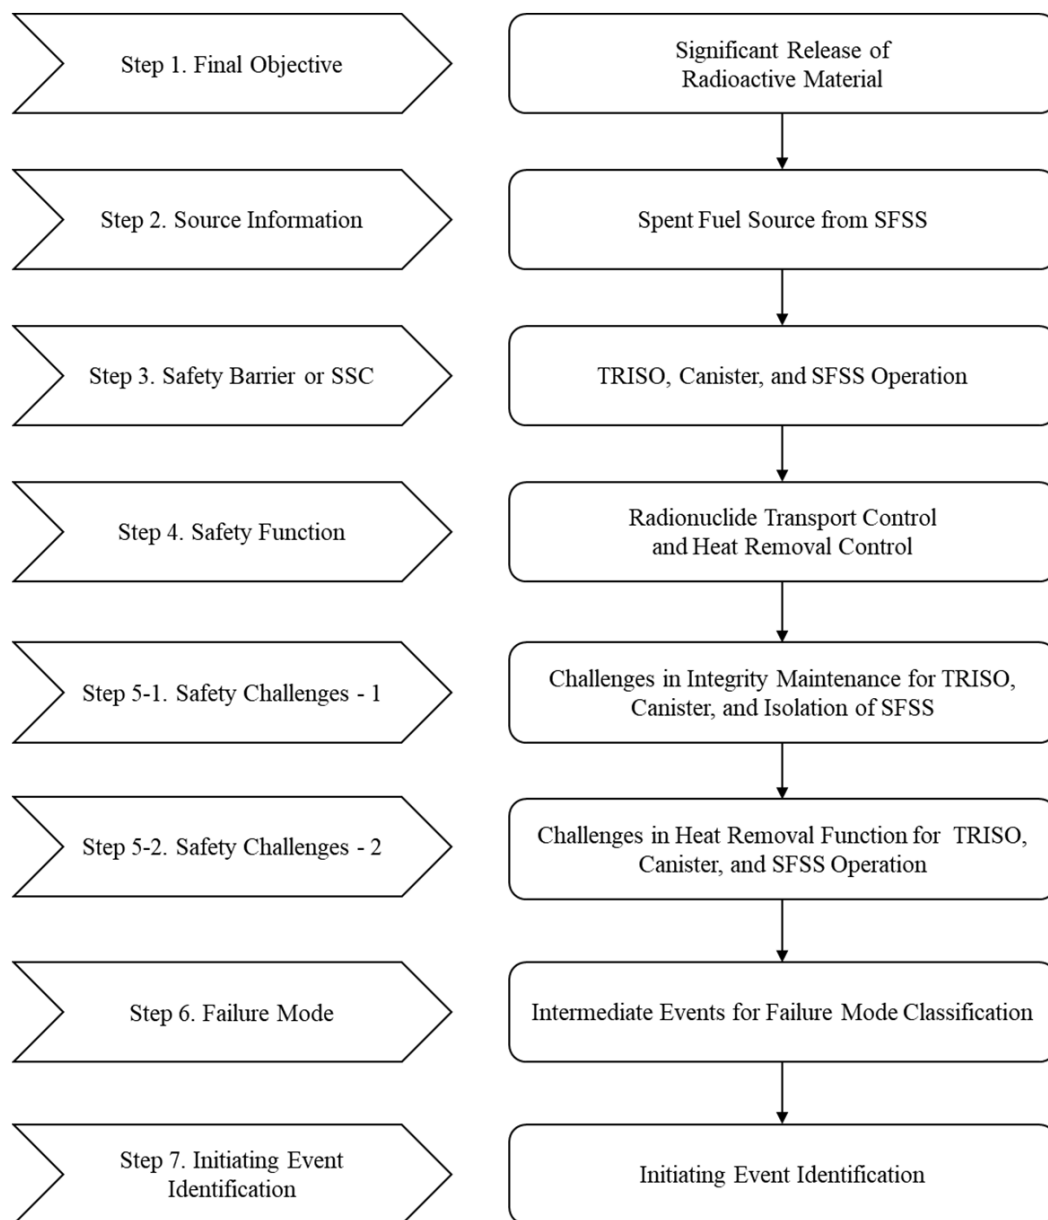 Step 1. Final Objective
Significant Release of
Radioactive Material
Step 2. Source Information
Spent Fuel Source from SFSS
Step 3. Safety Barrier or SSC
TRISO, Canister, and SFSS Operation
Step 4. Safety Function
Radionuclide Transport Control
and Heat Removal Control
Step 5-1. Safety Challenges - 1
Challenges in Integrity Maintenance for TRISO,
Canister, and Isolation of SFSS
Step 5-2. Safety Challenges - 2
Challenges in Heat Removal Function for TRISO,
Canister, and SFSS Operation
Step 6. Failure Mode
Intermediate Events for Failure Mode Classification
Step 7. Initiating Event
Identification
Initiating Event Identification